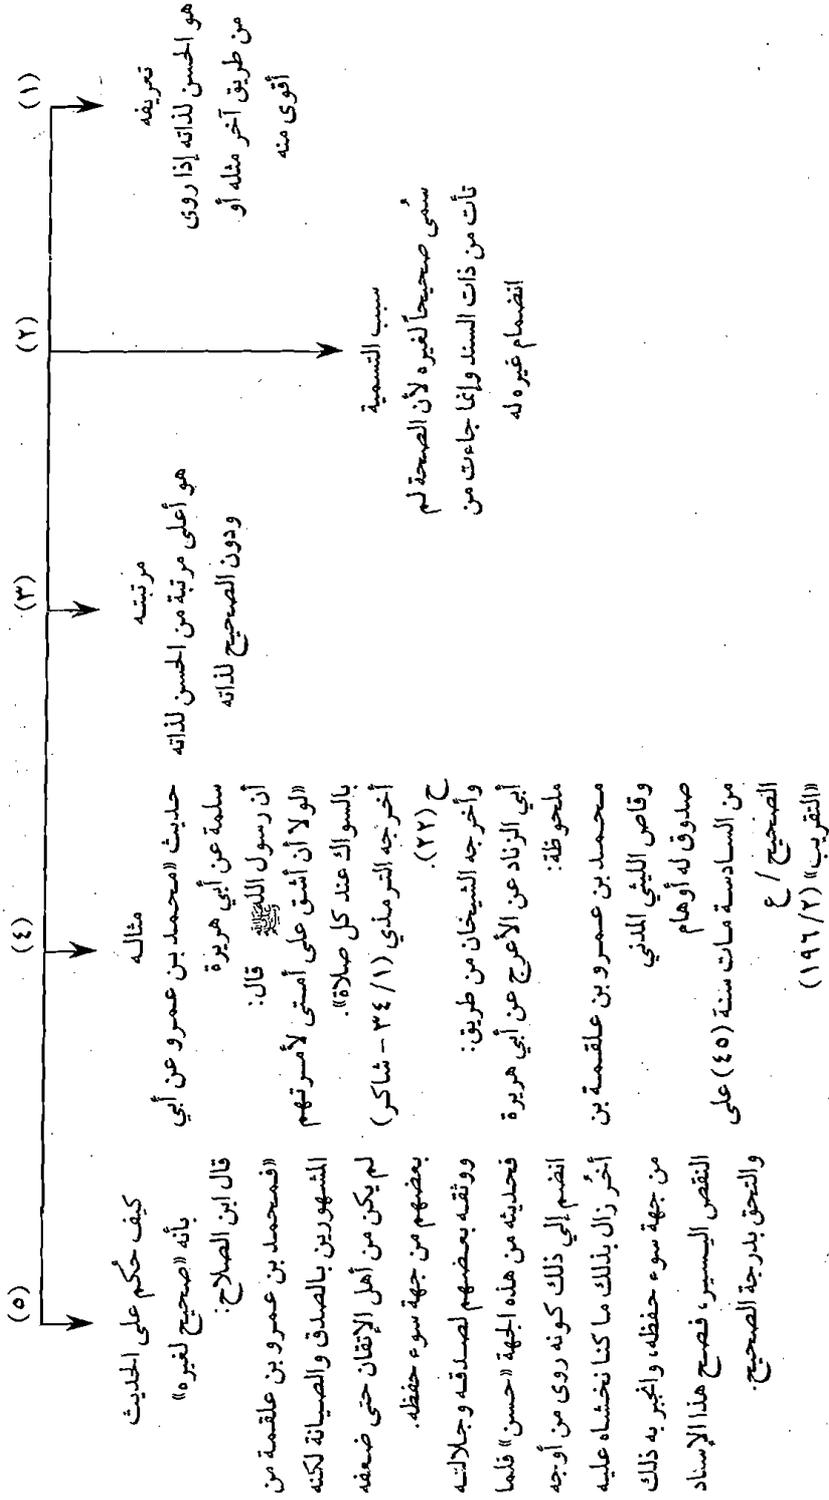 (١)
تعريفه
هو الحسن لذاته إذا روى
من طريق آخر مثله أو
أقوى منه
(٢)
سبب التسمية
سُمى صحيحاً لغيره لأن الصحة لم
تأت من ذات السند وإنما جاءت من
انضمام غيره له
(٣)
مرتبته
هو أعلى مرتبة من الحسن لذاته
ودون الصحيح لذاته
(٤)
مثاله
حديث «محمد بن عمرو عن أبي
سلمة عن أبي هريرة
أن رسول الله ﷺ قال:
«لولا أن أشق على أمتى لأمرتهم
بالسواك عند كل صلاة».
أخرجه الترمذي (١/ ٣٤ - شاكر)
ح (٢٢).
وأخرجه الشيخان من طريق:
أبي الزناد عن الأعرج عن أبي هريرة
ملحوظة:
محمد بن عمرو بن علقمة بن
وقاص الليثي المدني
صدوق له أوهام
من السادسة مات سنة (٤٥) على
الصحيح / ع
«التقريب» (٢/ ١٩٦)
(٥)
كيف حُكم على الحديث
بأنه «صحيح لغيره»
قال ابن الصلاح:
«فمحمد بن عمرو بن علقمة من
المشهورين بالصدق والصيانة لكنه
لم يكن من أهل الإتقان حتى ضعفه
بعضهم من جهة سوء حفظه.
ووثقه بعضهم لصدقه وجلالته
فحديثه من هذه الجهة «حسن» فلما
انضم إلي ذلك كونه روى من أوجه
أخرُ زال بذلك ما كنا نخشاه عليه
من جهة سوء حفظه، وانجبر به ذلك
النقص اليسير، فصح هذا الإسناد
والتحق بدرجة الصحيح.